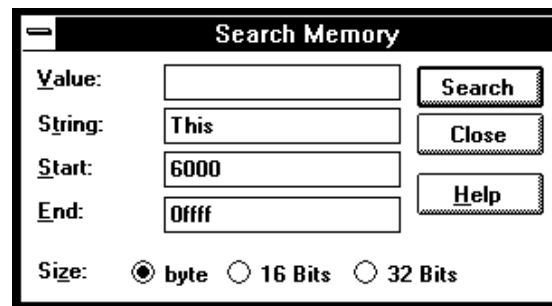 Search Memory
Value:
Search
String: This
Close
Start: 6000
Help
End: 0ffff
Size: byte 16 Bits 32 Bits